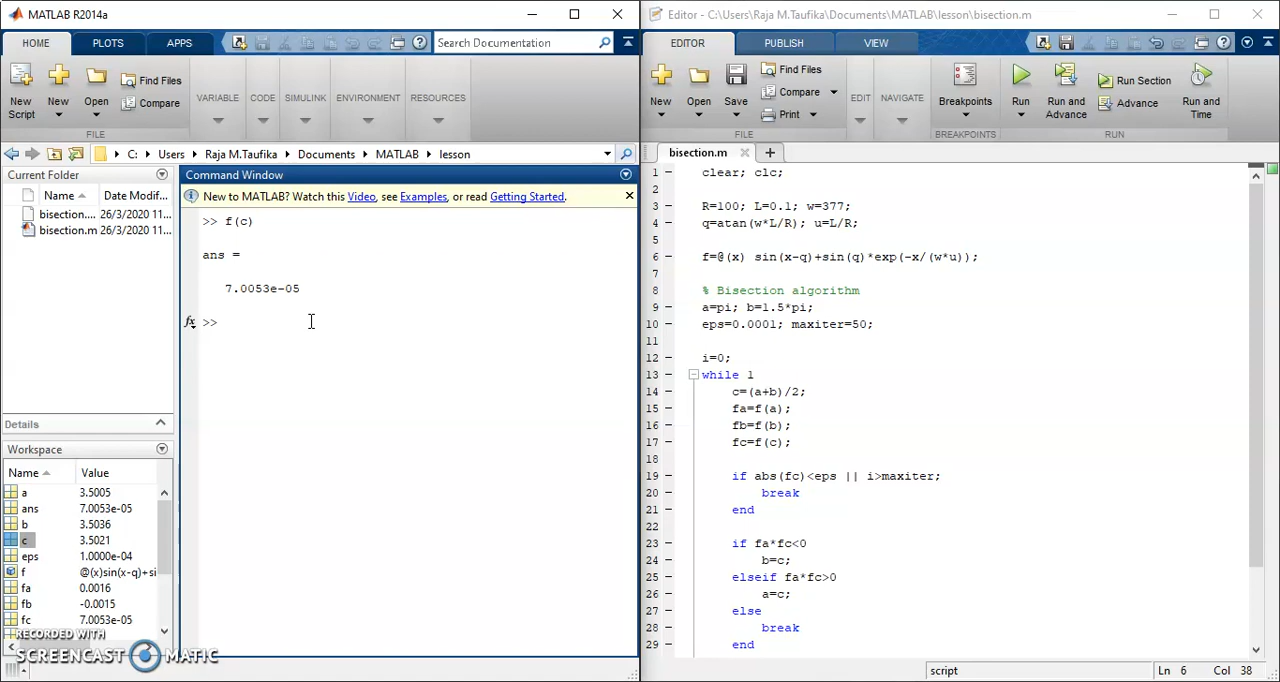 MATLAB R2014a
HOME PLOTS APPS Search Documentation
New Script New Open Find Files Compare VARIABLE CODE SIMULINK ENVIRONMENT RESOURCES
FILE
C: Users Raja M.Taufika Documents MATLAB lesson
Current Folder
Name Date Modif...
bisection.... 26/3/2020 11...
bisection.m 26/3/2020 11...
Details
Workspace
Name Value
a 3.5005
ans 7.0053e-05
b 3.5036
c 3.5021
eps 1.0000e-04
f @(x)sin(x-q)+si
fa 0.0016
fb -0.0015
fc 7.0053e-05
RECORDED WITH
SCREENCAST MATIC
Command Window
New to MATLAB? Watch this Video, see Examples, or read Getting Started.
>> f(c)
ans =
7.0053e-05
fx >>
Editor - C:\Users\Raja M.Taufika\Documents\MATLAB\lesson\bisection.m
EDITOR PUBLISH VIEW
New Open Save Find Files Compare Print EDIT NAVIGATE Breakpoints Run Run and Advance Run Section Advance Run and Time
FILE BREAKPOINTS RUN
bisection.m
1 clear; clc;
2
3 R=100; L=0.1; w=377;
4 q=atan(w*L/R); u=L/R;
5
6 f=@(x) sin(x-q)+sin(q)*exp(-x/(w*u));
7
8 % Bisection algorithm
9 a=pi; b=1.5*pi;
10 eps=0.0001; maxiter=50;
11
12 i=0;
13 while 1
14 c=(a+b)/2;
15 fa=f(a);
16 fb=f(b);
17 fc=f(c);
18
19 if abs(fc)<eps || i>maxiter;
20 break
21 end
22
23 if fa*fc<0
24 b=c;
25 elseif fa*fc>0
26 a=c;
27 else
28 break
29 end
script Ln 6 Col 38